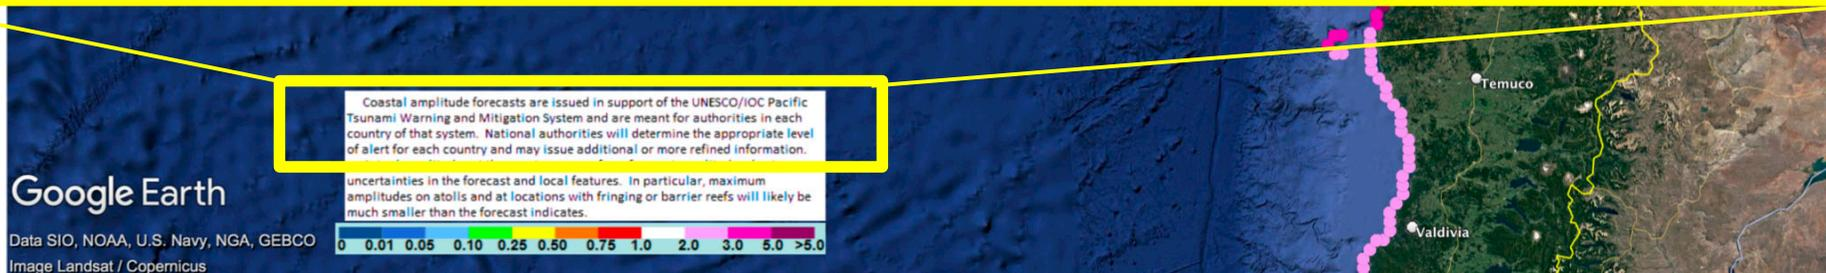 Coastal amplitude forecasts are issued in support of the UNESCO/IOC Pacific
Tsunami Warning and Mitigation System and are meant for authorities in each
country of that system. National authorities will determine the appropriate level
of alert for each country and may issue additional or more refined information.
uncertainties in the forecast and local features. In particular, maximum
amplitudes on atolls and at locations with fringing or barrier reefs will likely be
much smaller than the forecast indicates.
0 0.01 0.05 0.10 0.25 0.50 0.75 1.0 2.0 3.0 5.0 >5.0
Google Earth
Data SIO, NOAA, U.S. Navy, NGA, GEBCO
Image Landsat / Copernicus
Temuco
Valdivia